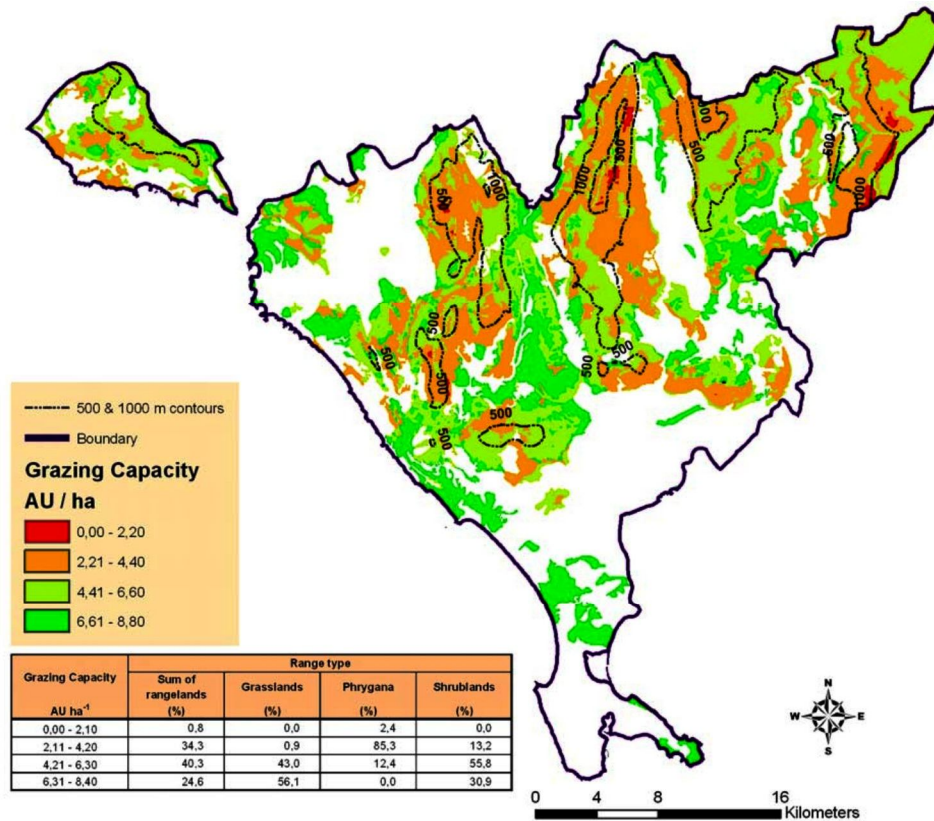 500
1000
500
500
500
500
1000
500
500
500
1000
500
500
500
500
500 & 1000 m contours
Boundary
Grazing Capacity
AU / ha
0,00 - 2,20
2,21 - 4,40
4,41 - 6,60
6,61 - 8,80
Grazing Capacity
AU ha-1
Range type
Sum of rangelands (%) Grasslands (%) Phrygana (%) Shrublands (%)
0,00 - 2,10 0,8 0,0 2,4 0,0
2,11 - 4,20 34,3 0,9 85,3 13,2
4,21 - 6,30 40,3 43,0 12,4 55,8
6,31 - 8,40 24,6 56,1 0,0 30,9
N
W E
S
0 4 8 16
Kilometers